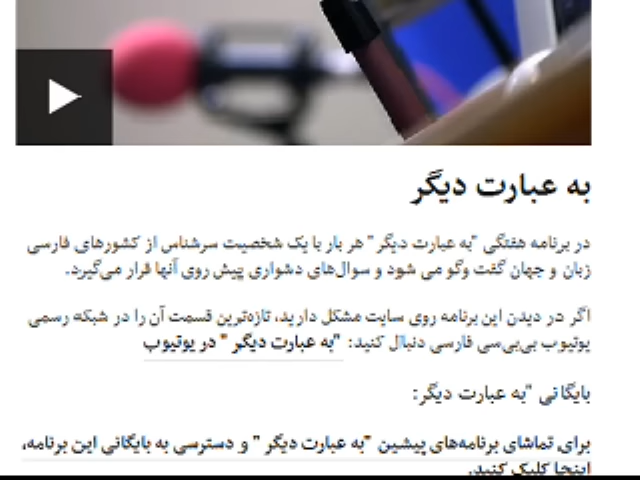 به عبارت دیگر
در برنامه هفتگی "به عبارت دیگر" هر بار با یک شخصیت سرشناس از کشورهای فارسی
زبان و جهان گفت وگو می شود و سوال‌های دشواری پیش روی آنها قرار می‌گیرد.
اگر در دیدن این برنامه روی سایت مشکل دارید، تازه‌ترین قسمت آن را در شبکه رسمی
یوتیوب بی‌بی‌سی فارسی دنبال کنید: "به عبارت دیگر " در یوتیوب
بایگانی "به عبارت دیگر:
برای تماشای برنامه‌های پیشین "به عبارت دیگر " و دسترسی به بایگانی این برنامه،
اینجا کلیک کنید.